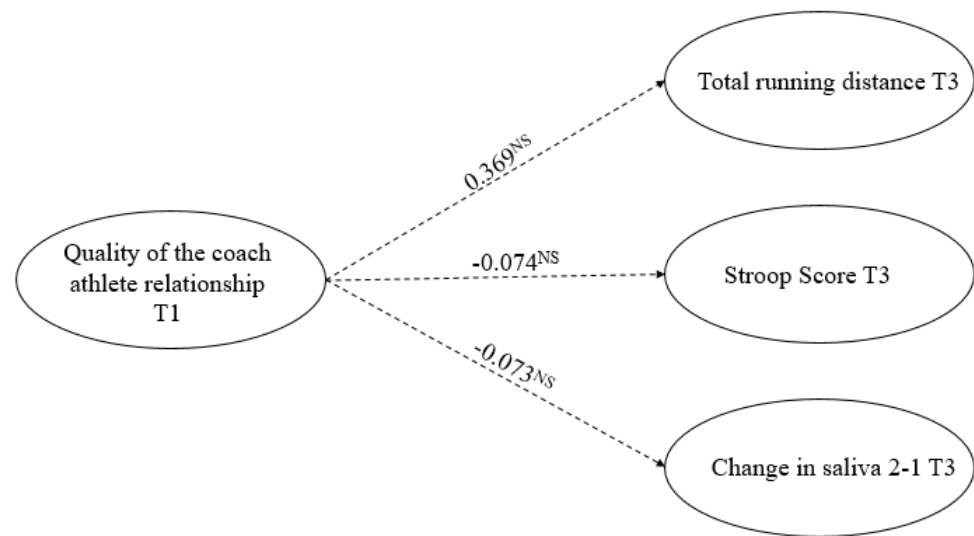 Total running distance T3
0.369NS
Quality of the coach
athlete relationship
T1
-0.074NS
Stroop Score T3
-0.073NS
Change in saliva 2-1 T3